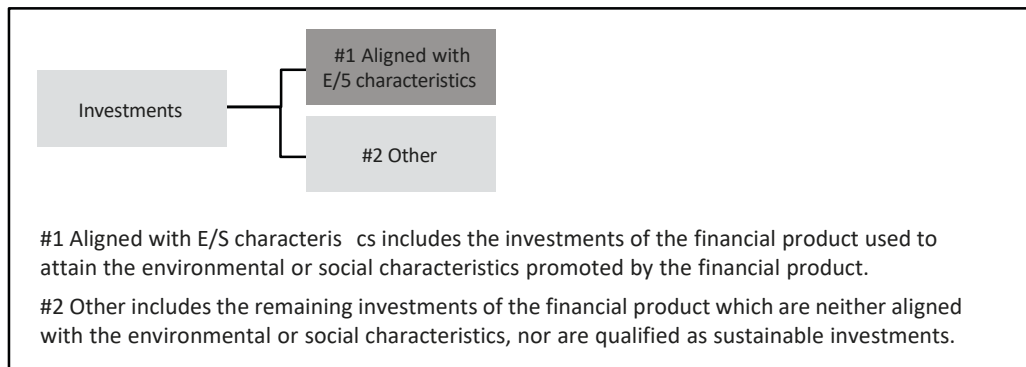 #1 Aligned with
E/5 characteristics
Investments
#2 Other
#1 Aligned with E/S characteris cs includes the investments of the financial product used to
attain the environmental or social characteristics promoted by the financial product.
#2 Other includes the remaining investments of the financial product which are neither aligned
with the environmental or social characteristics, nor are qualified as sustainable investments.